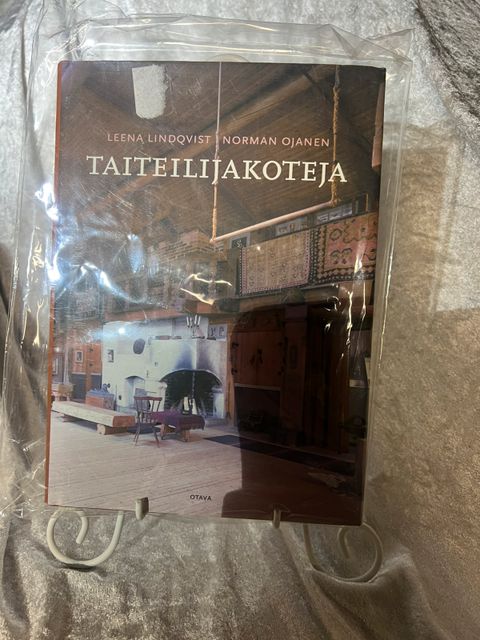 LEENA LINDQVIST | NORMAN OJANEN
TAITEILIJAKOTEJA
OTAVA